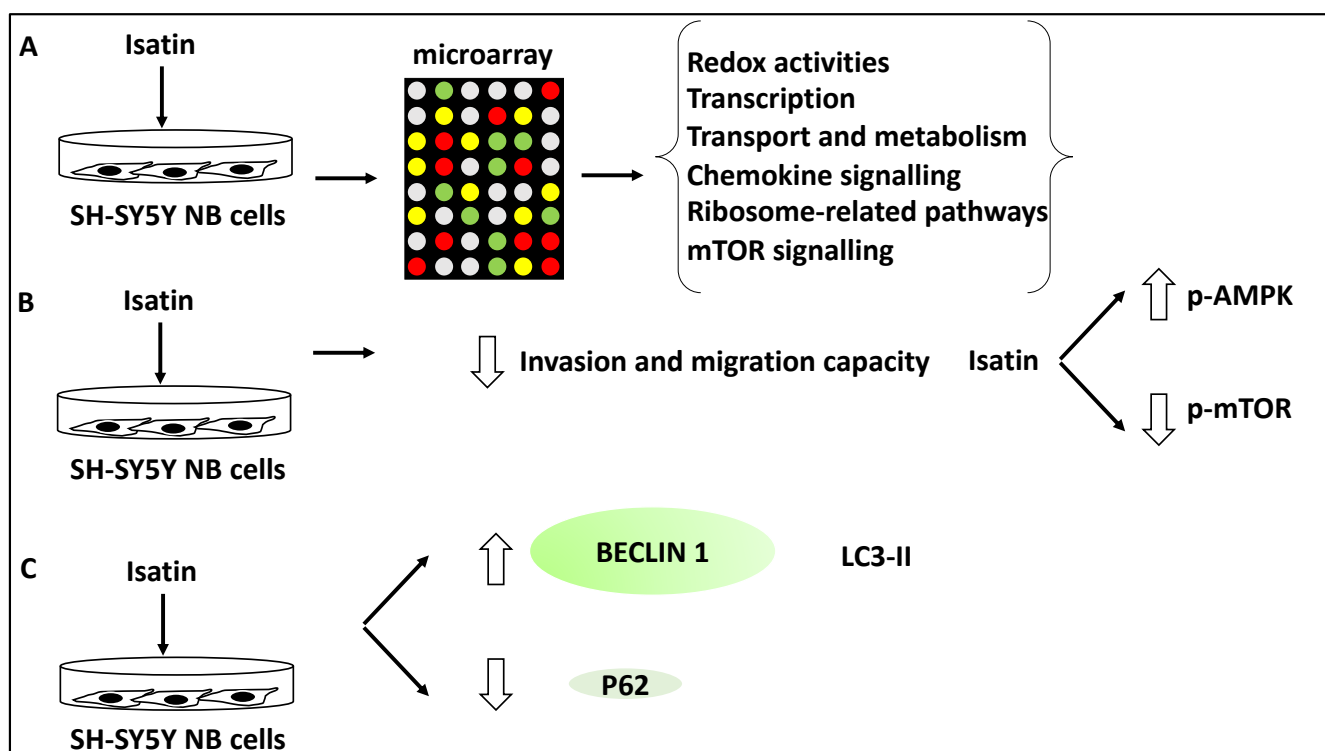 A
Isatin
SH-SY5Y NB cells
microarray
Redox activities
Transcription
Transport and metabolism
Chemokine signalling
Ribosome-related pathways
mTOR signalling
B
Isatin
SH-SY5Y NB cells
Invasion and migration capacity
Isatin
p-AMPK
p-mTOR
C
Isatin
SH-SY5Y NB cells
BECLIN 1
LC3-II
P62